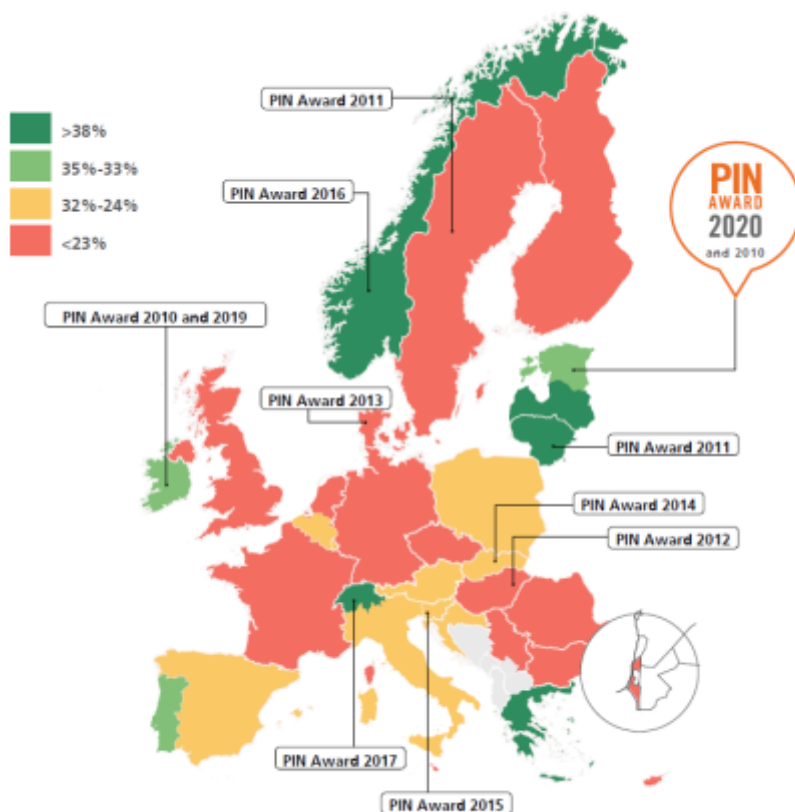 PIN Award 2011
>38%
35%-33%
32%-24%
<23%
PIN Award 2016
PIN
AWARD
2020
and 2010
PIN Award 2010 and 2019
PIN Award 2013
PIN Award 2011
PIN Award 2014
PIN Award 2012
PIN Award 2017
PIN Award 2015